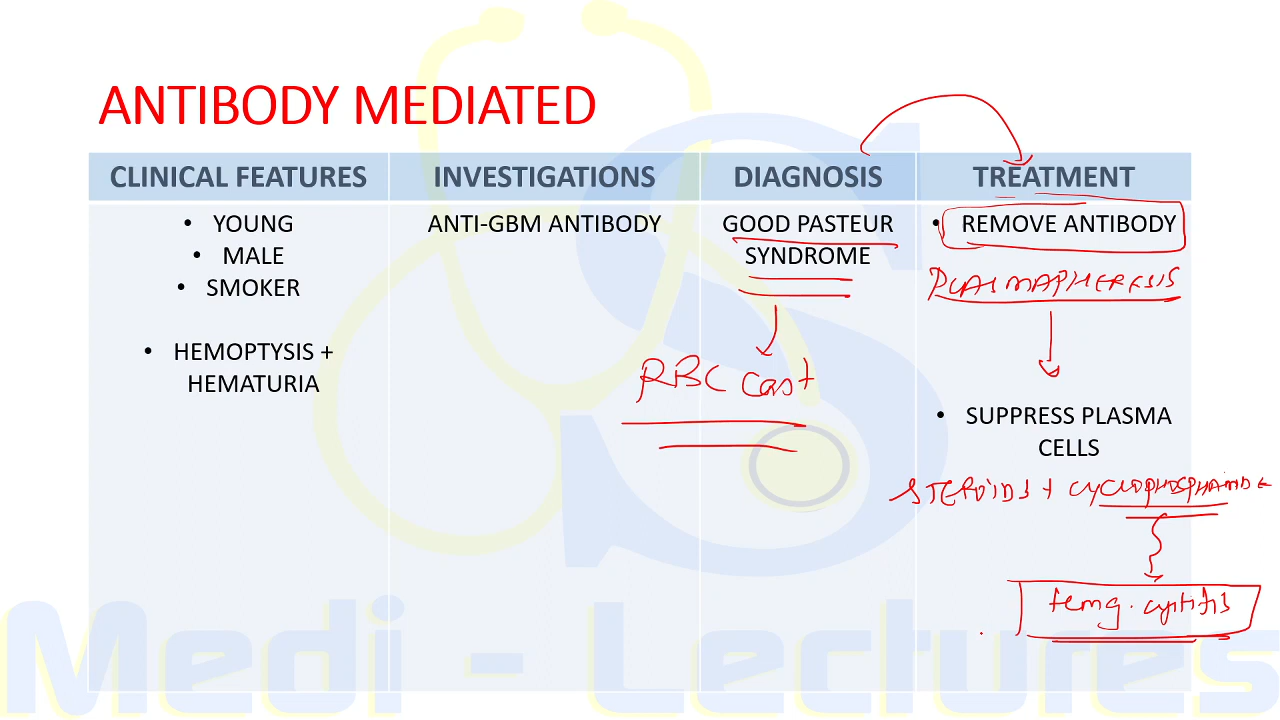 ANTIBODY MEDIATED
CLINICAL FEATURES
INVESTIGATIONS
DIAGNOSIS
TREATMENT
• YOUNG
• MALE
• SMOKER
• HEMOPTYSIS +
HEMATURIA
ANTI-GBM ANTIBODY
GOOD PASTEUR
SYNDROME
RBC cast
• REMOVE ANTIBODY
PLASMAPHERESIS
• SUPPRESS PLASMA
CELLS
STEROIDS + CYCLOPHOSPHAMIDE
Hemg. cystitis
Medi - Lectures